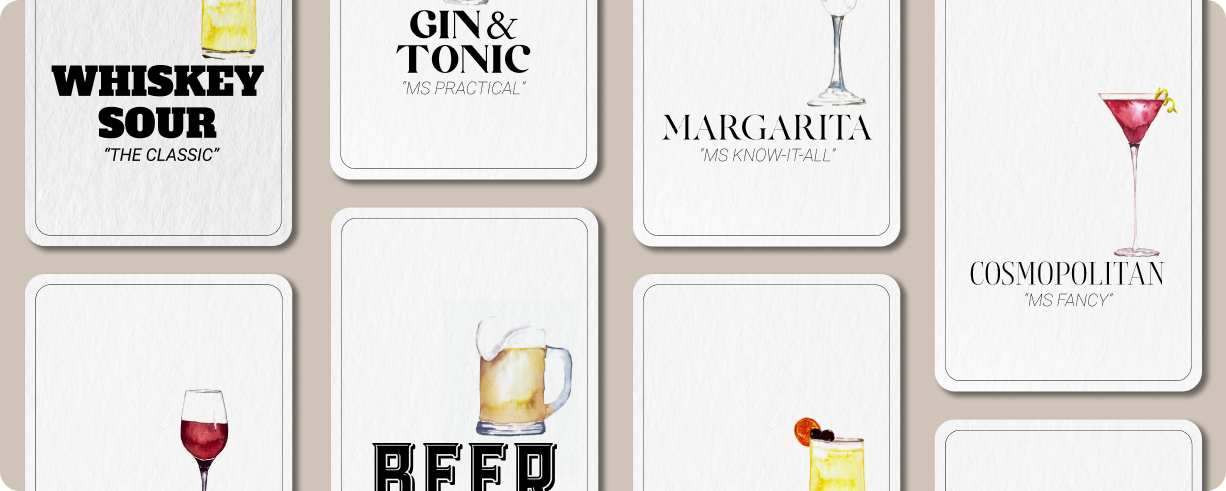 WHISKEY
SOUR
“THE CLASSIC”
GIN &
TONIC
“MS PRACTICAL”
MARGARITA
“MS KNOW-IT-ALL”
COSMOPOLITAN
“MS FANCY”
BEER